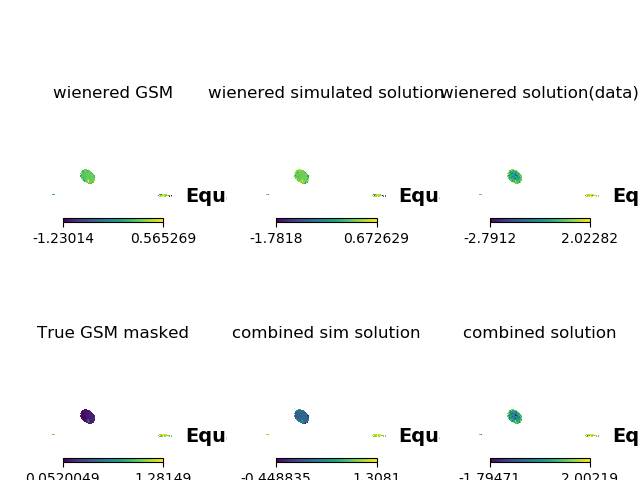 wienered GSM
wienered simulated solution
wienered solution(data)
Equ
Equ
Eq
-1.23014 0.565269
-1.7818 0.672629
-2.7912 2.02282
True GSM masked
combined sim solution
combined solution
Equ
Equ
Eq
0.0520049 1.28149
-0.448835 1.3081
-1.79471 2.00219